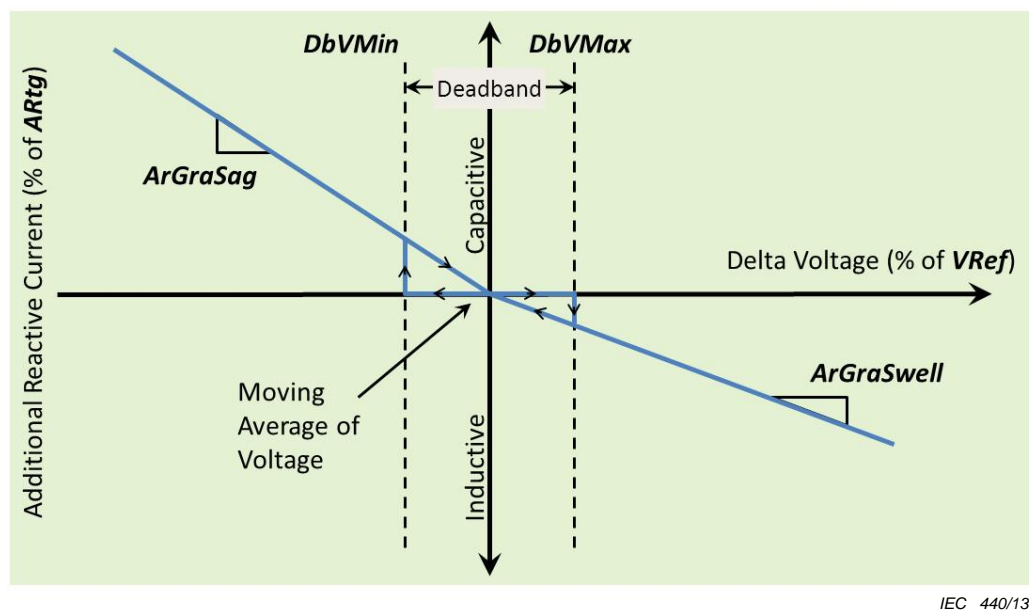 DbVMin
DbVMax
Deadband
Additional Reactive Current (% of ARtg)
ArGraSag
Capacitive
Delta Voltage (% of VRef)
Moving
Average of
Voltage
ArGraSwell
Inductive
IEC 440/13